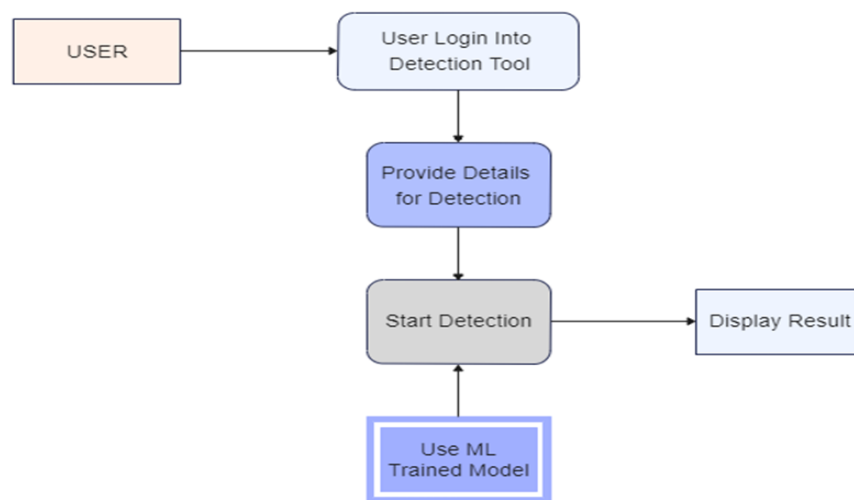 USER
User Login Into
Detection Tool
Provide Details
for Detection
Start Detection
Display Result
Use ML
Trained Model